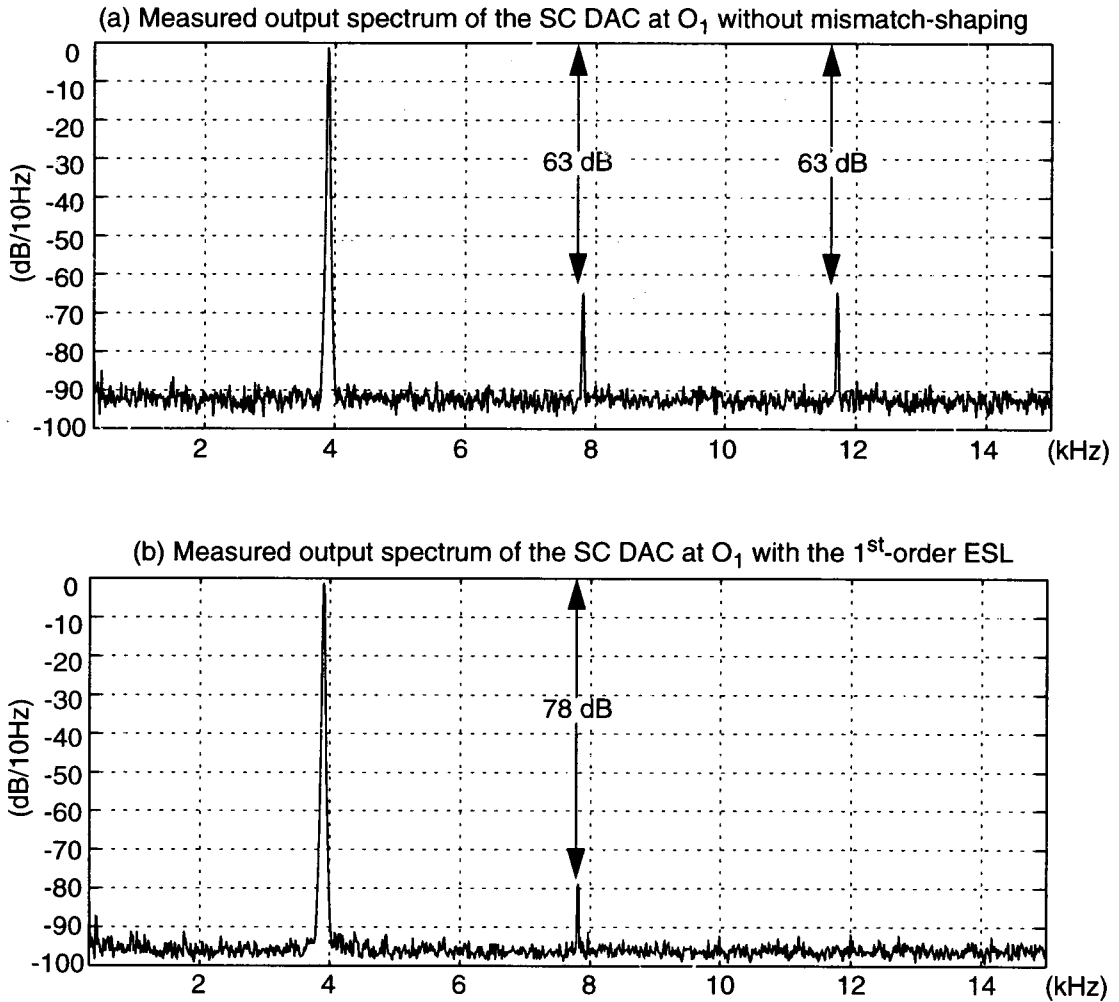 (a) Measured output spectrum of the SC DAC at O₁ without mismatch-shaping
0
-10
-20
-30
-40
-50
-60
-70
-80
-90
-100
(dB/10Hz)
63 dB
63 dB
2 4 6 8 10 12 14 (kHz)
(b) Measured output spectrum of the SC DAC at O₁ with the 1ˢᵗ-order ESL
0
-10
-20
-30
-40
-50
-60
-70
-80
-90
-100
(dB/10Hz)
78 dB
2 4 6 8 10 12 14 (kHz)